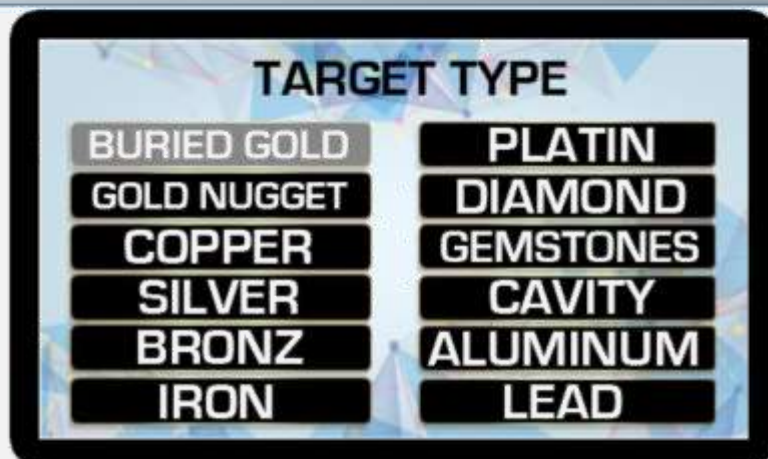 TARGET TYPE
BURIED GOLD
GOLD NUGGET
COPPER
SILVER
BRONZ
IRON
PLATIN
DIAMOND
GEMSTONES
CAVITY
ALUMINUM
LEAD